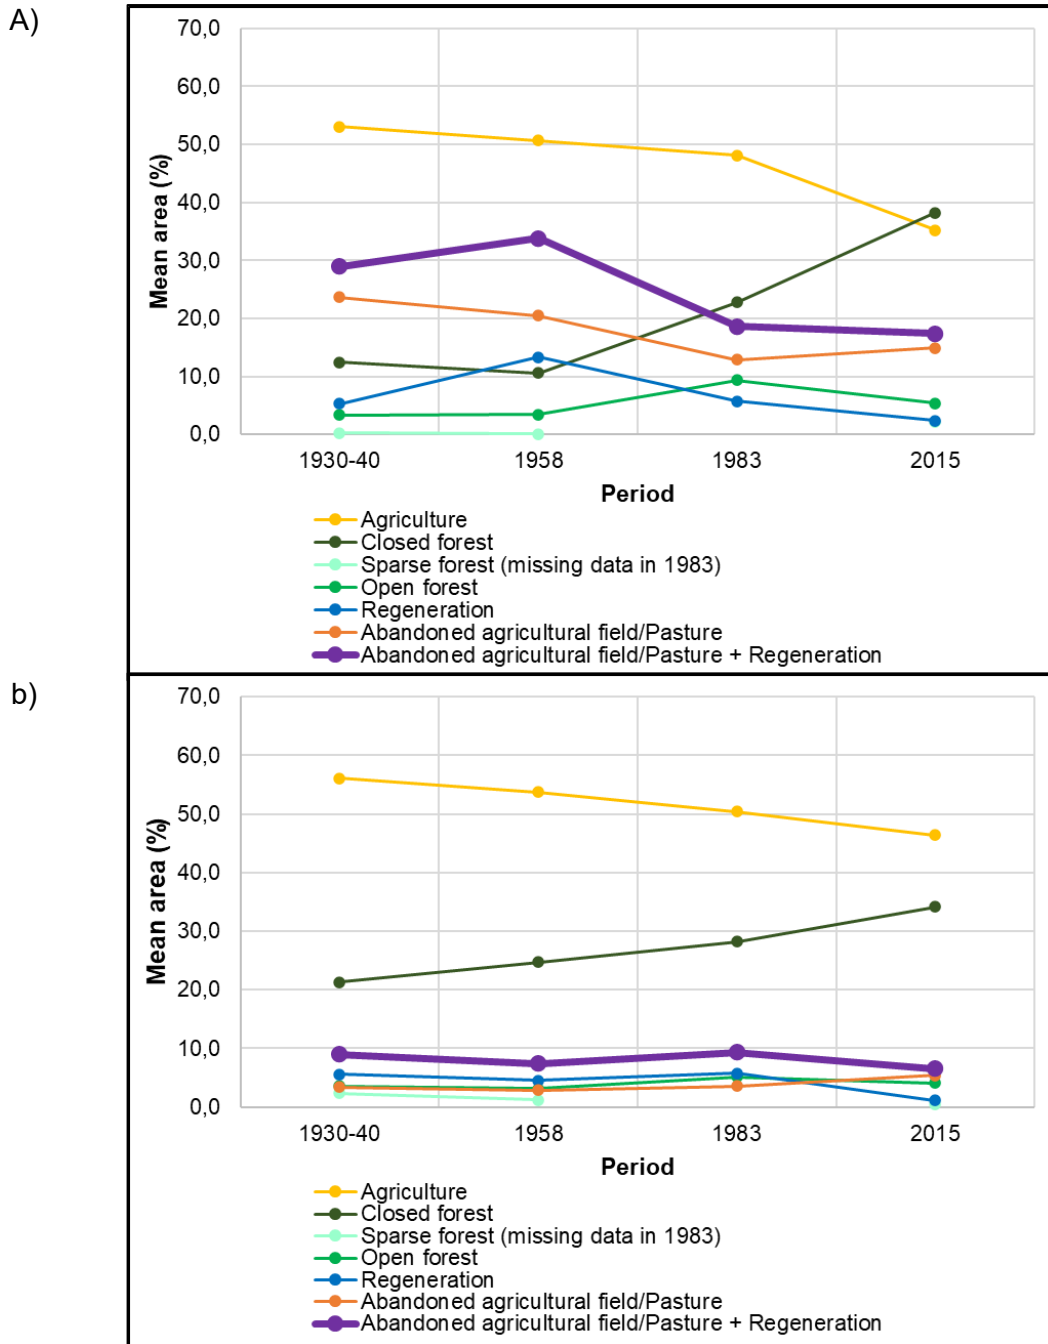 A)
70,0
60,0
50,0
40,0
30,0
20,0
10,0
0,0
Mean area (%)
1930-40 1958 1983 2015
Period
Agriculture
Closed forest
Sparse forest (missing data in 1983)
Open forest
Regeneration
Abandoned agricultural field/Pasture
Abandoned agricultural field/Pasture + Regeneration
b)
70,0
60,0
50,0
40,0
30,0
20,0
10,0
0,0
Mean area (%)
1930-40 1958 1983 2015
Period
Agriculture
Closed forest
Sparse forest (missing data in 1983)
Open forest
Regeneration
Abandoned agricultural field/Pasture
Abandoned agricultural field/Pasture + Regeneration